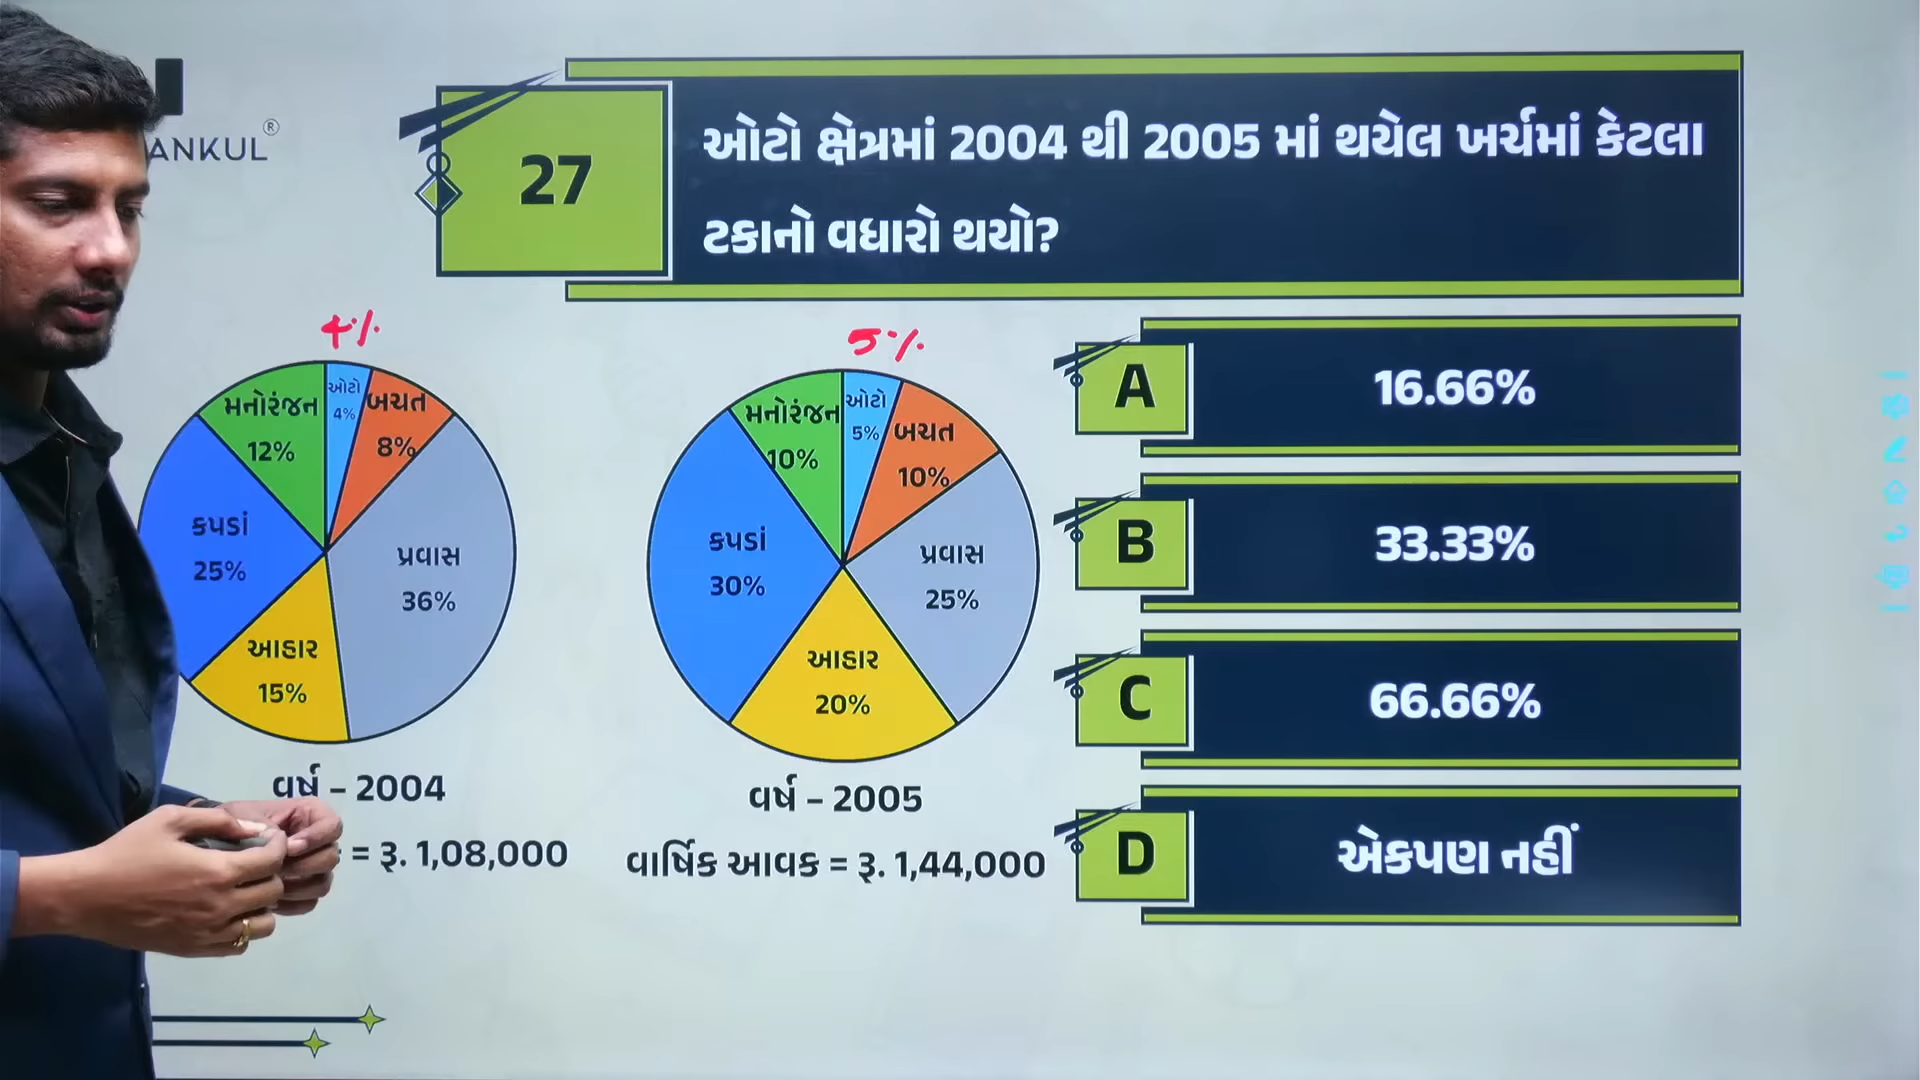 ANKUL®
27
ઓટો ક્ષેત્રમાં 2004 થી 2005 માં થયેલ ખર્ચમાં કેટલા
ટકાનો વધારો થયો?
4%
ઓટો
4%
બચત
8%
પ્રવાસ
36%
આહાર
15%
કપડાં
25%
મનોરંજન
12%
વર્ષ – 2004
= રૂ. 1,08,000
5%
ઓટો
5%
બચત
10%
પ્રવાસ
25%
આહાર
20%
કપડાં
30%
મનોરંજન
10%
વર્ષ – 2005
વાર્ષિક આવક = રૂ. 1,44,000
A 16.66%
B 33.33%
C 66.66%
D એકપણ નહીં